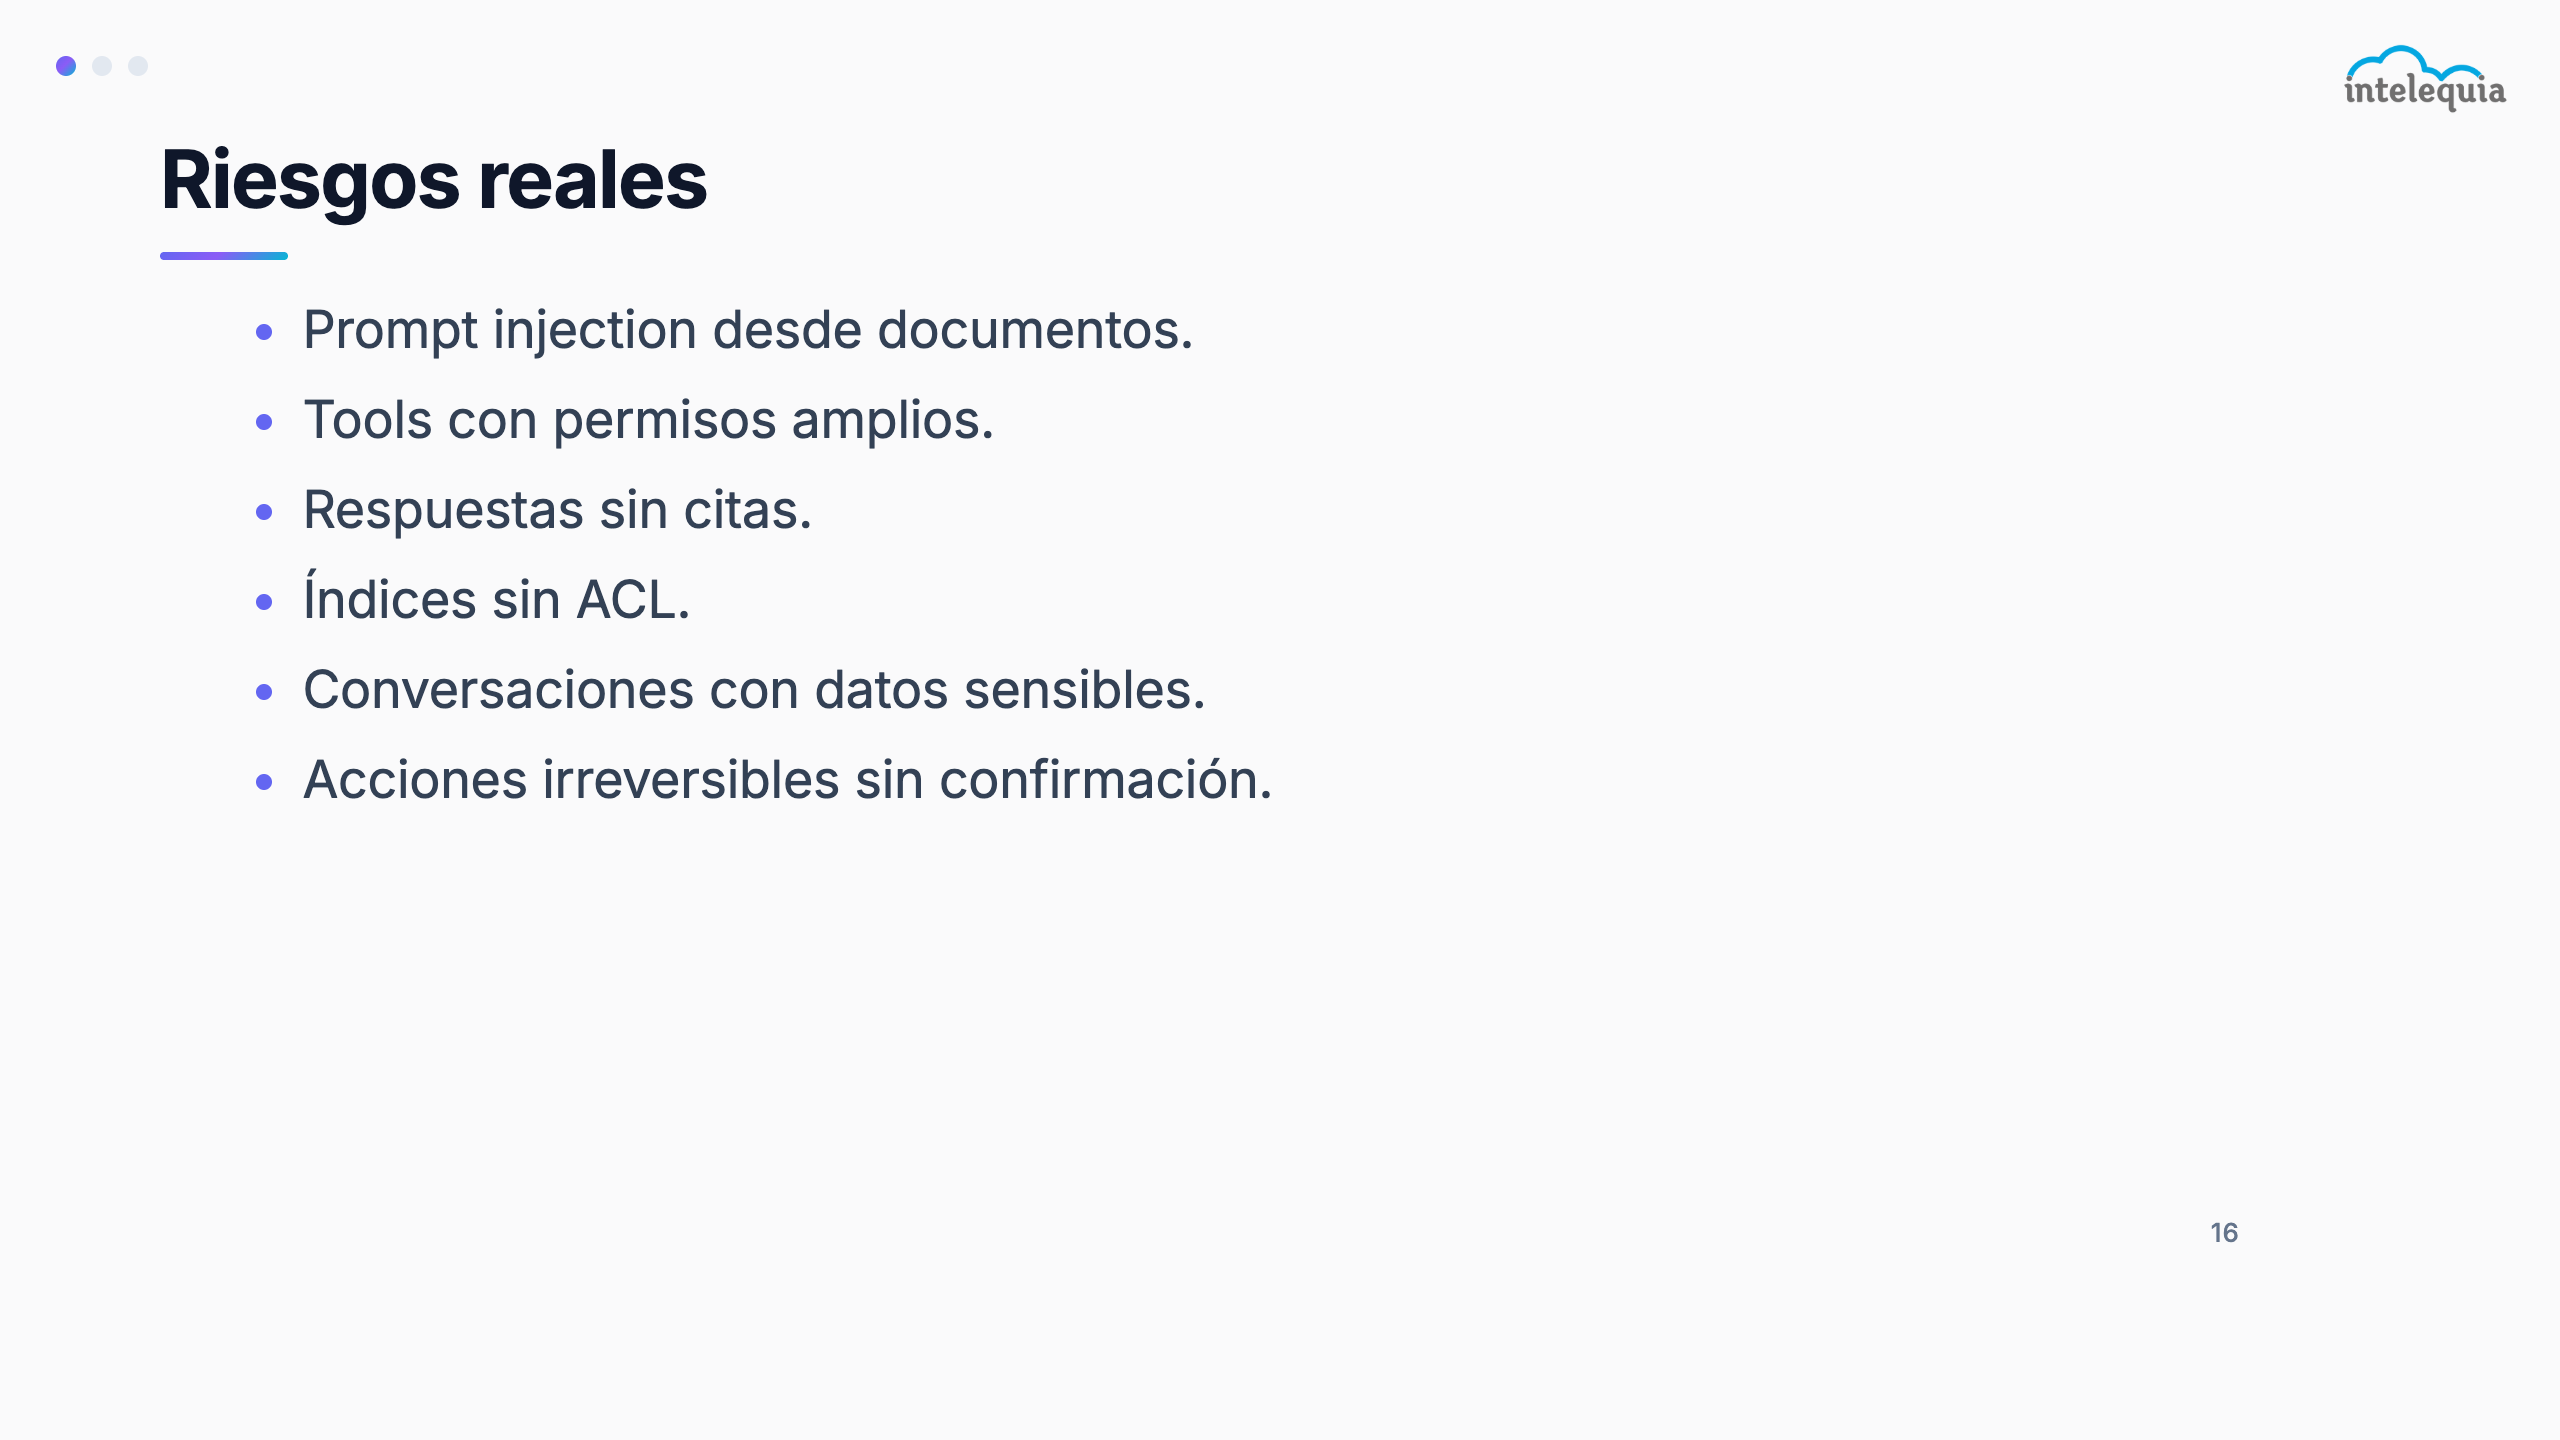 intelequia
Riesgos reales
Prompt injection desde documentos.
Tools con permisos amplios.
Respuestas sin citas.
Índices sin ACL.
Conversaciones con datos sensibles.
Acciones irreversibles sin confirmación.
16